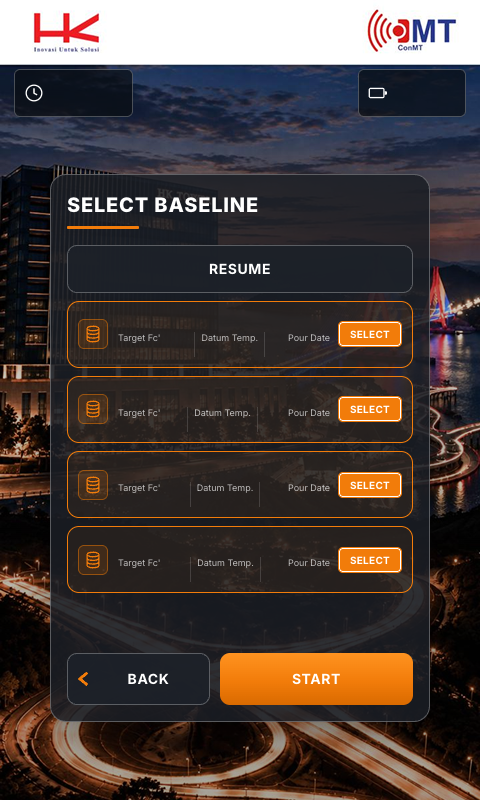 HK
Inovasi Untuk Solusi
MT
ConMT
SELECT BASELINE
RESUME
Target Fc' Datum Temp. Pour Date SELECT
Target Fc' Datum Temp. Pour Date SELECT
Target Fc' Datum Temp. Pour Date SELECT
Target Fc' Datum Temp. Pour Date SELECT
BACK START